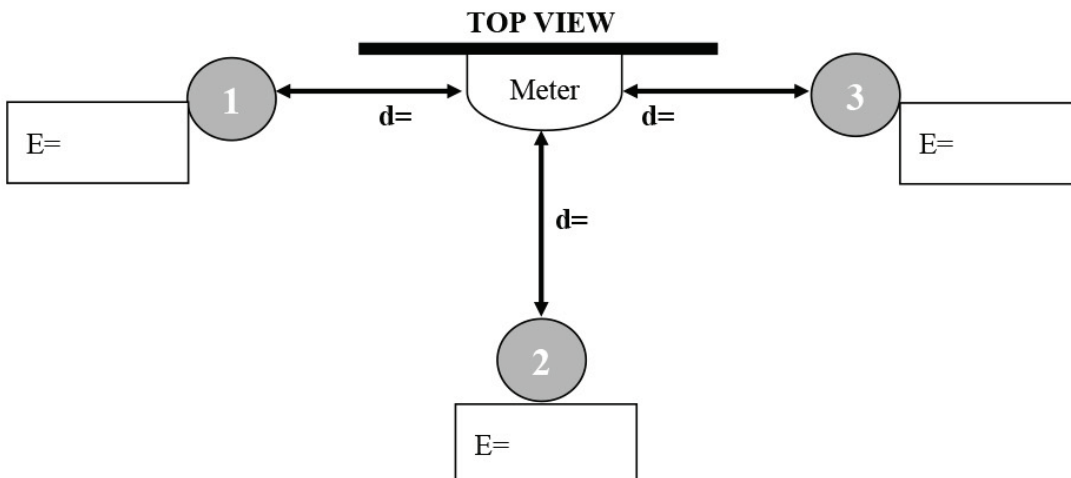 TOP VIEW
1
Meter
3
d=
d=
E=
E=
d=
2
E=